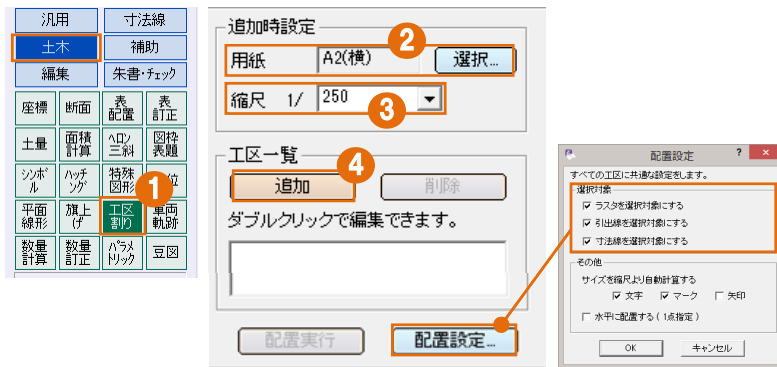 汎用 寸法線
土木 補助
編集 朱書・チェック
座標 断面 表配置 表訂正
土量 面積計算 ヘロン三斜 図枠表題
シンボル ハッチング 特殊図形 位
1
平面線形 旗上げ 工区割り 車両軌跡
数量計算 数量訂正 パラメトリック 豆図
追加時設定
2
用紙 A2(横) 選択...
縮尺 1/ 250
3
工区一覧
4
追加 削除
ダブルクリックで編集できます。
配置実行 配置設定...
配置設定 ? ×
すべての工区に共通な設定をします。
選択対象
ラスタを選択対象にする
引出線を選択対象にする
寸法線を選択対象にする
その他
サイズを縮尺より自動計算する
文字 マーク 矢印
水平に配置する(1点指定)
OK キャンセル